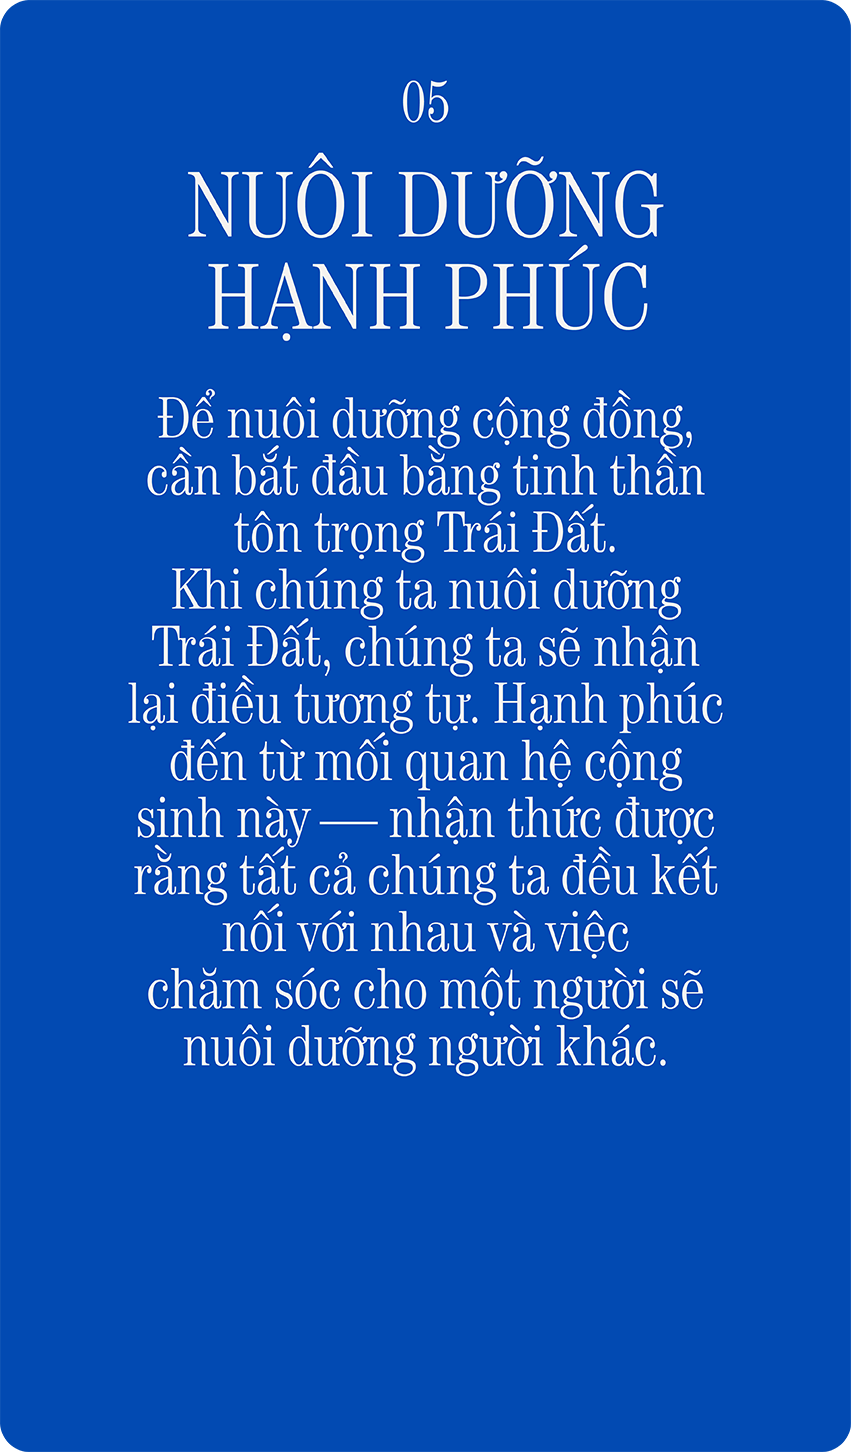 05
NUÔI DƯỠNG
HẠNH PHÚC
Để nuôi dưỡng cộng đồng,
cần bắt đầu bằng tinh thần
tôn trọng Trái Đất.
Khi chúng ta nuôi dưỡng
Trái Đất, chúng ta sẽ nhận
lại điều tương tự. Hạnh phúc
đến từ mối quan hệ cộng
sinh này — nhận thức được
rằng tất cả chúng ta đều kết
nối với nhau và việc
chăm sóc cho một người sẽ
nuôi dưỡng người khác.